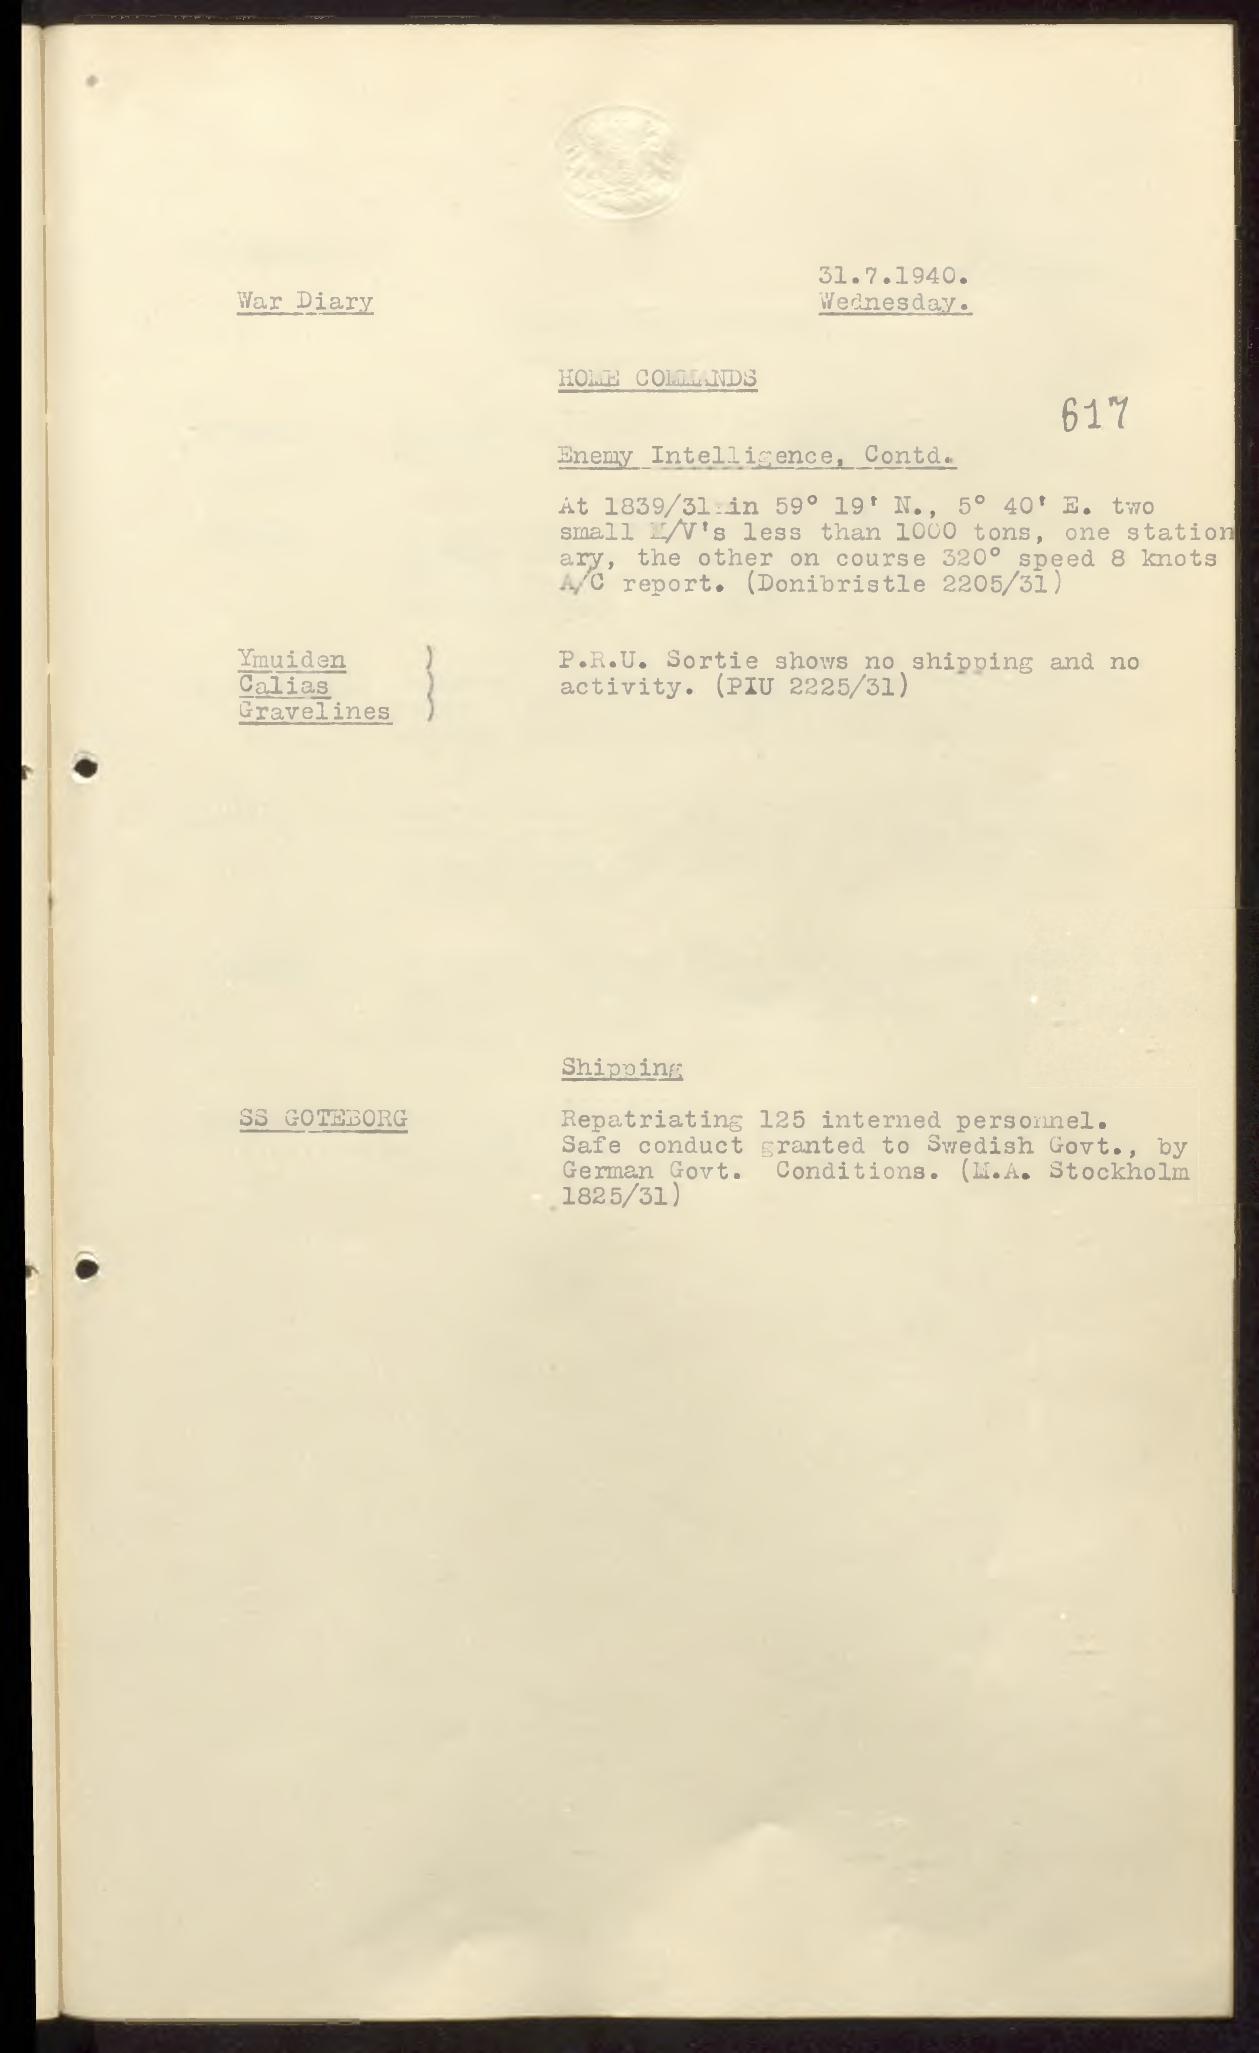 31.7.1940.
War Diary
Wednesday.
HOME COMMANDS
617
Enemy Intelligence, Contd.
At 1839/31 in 59° 19' N., 5° 40' E. two
small M/V's less than 1000 tons, one station
ary, the other on course 320° speed 8 knots
A/C report. (Donibristle 2205/31)
Ymuiden )
Calias )
Gravelines )
P.R.U. Sortie shows no shipping and no
activity. (PIU 2225/31)
Shipping
SS GOTEBORG
Repatriating 125 interned personnel.
Safe conduct granted to Swedish Govt., by
German Govt. Conditions. (M.A. Stockholm
1825/31)